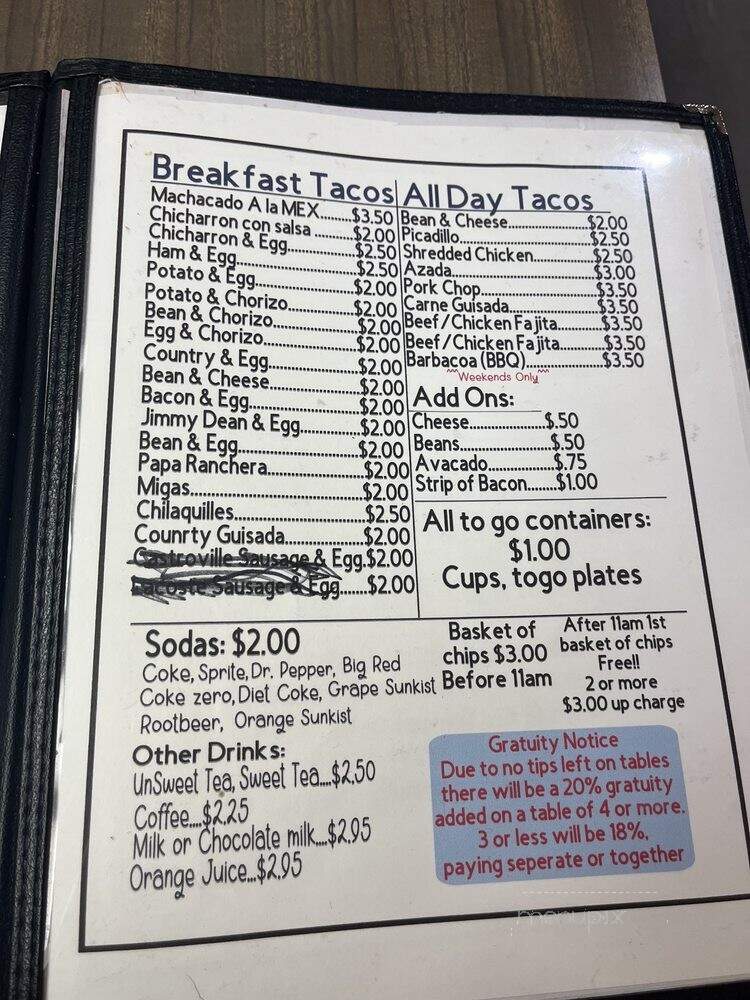 Breakfast Tacos
Machacado A la MEX........$3.50
Chicharron con salsa ..........$2.00
Chicharron & Egg.................$2.50
Ham & Egg..............................$2.50
Potato & Egg.........................$2.00
Potato & Chorizo.................$2.00
Bean & Chorizo.....................$2.00
Egg & Chorizo.......................$2.00
Country & Egg.......................$2.00
Bean & Cheese......................$2.00
Bacon & Egg...........................$2.00
Jimmy Dean & Egg...............$2.00
Bean & Egg..............................$2.00
Papa Ranchera.......................$2.00
Migas........................................$2.00
Chilaquilles...............................$2.50
Counrty Guisada...................$2.00
Castroville Sausage & Egg.$2.00
Lacoste Sausage & Egg.......$2.00
All Day Tacos
Bean & Cheese.................$2.00
Picadillo............................$2.50
Shredded Chicken............$2.50
Azada...............................$3.00
Pork Chop........................$3.50
Carne Guisada..................$3.50
Beef/Chicken Fajita.........$3.50
Beef/Chicken Fajita.........$3.50
Barbacoa (BBQ)................$3.50
^^^Weekends Only^^^
Add Ons:
Cheese..................$.50
Beans.....................$.50
Avacado................$.75
Strip of Bacon.......$1.00
All to go containers:
$1.00
Cups, togo plates
Sodas: $2.00
Coke, Sprite, Dr. Pepper, Big Red
Coke zero, Diet Coke, Grape Sunkist
Rootbeer, Orange Sunkist
Other Drinks:
UnSweet Tea, Sweet Tea....$2.50
Coffee....$2.25
Milk or Chocolate milk....$2.95
Orange Juice...$2.95
Basket of
chips $3.00
Before 11am
After 11am 1st
basket of chips
Free!!
2 or more
$3.00 up charge
Gratuity Notice
Due to no tips left on tables
there will be a 20% gratuity
added on a table of 4 or more.
3 or less will be 18%,
paying seperate or together
menupix